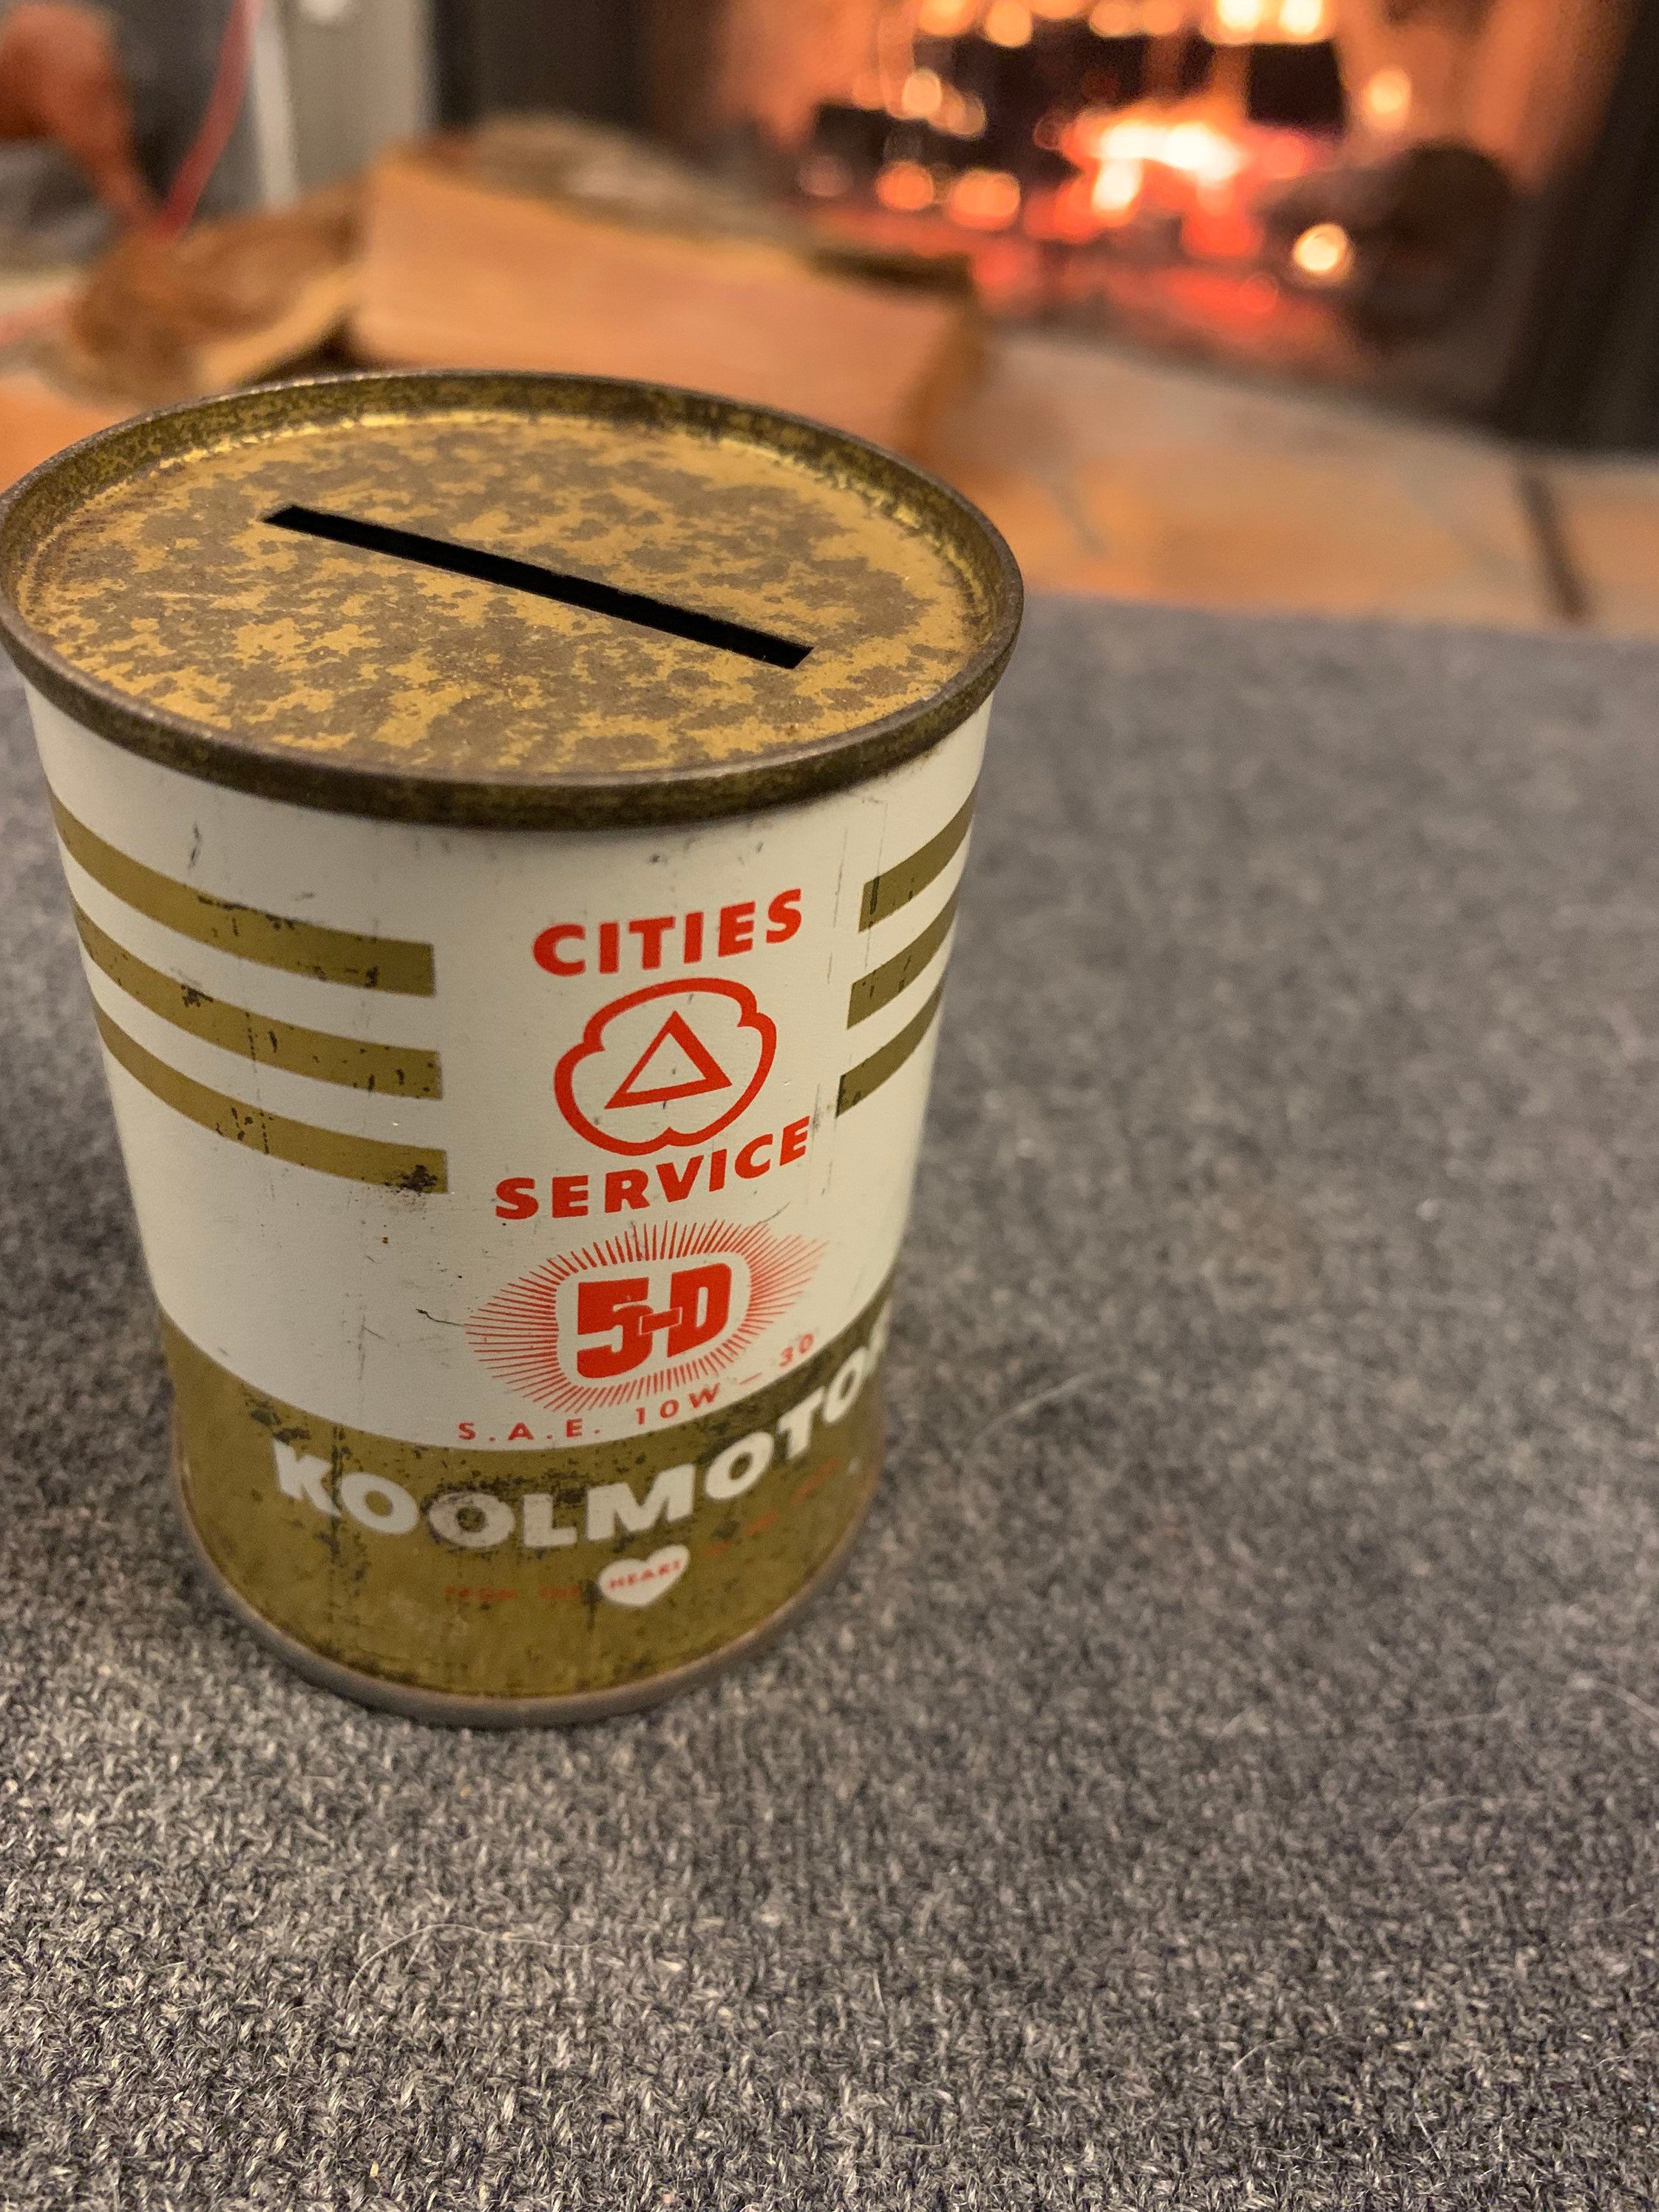 CITIES
SERVICE
5-D
S.A.E. 10W-30
KOOLMOTO
HEART